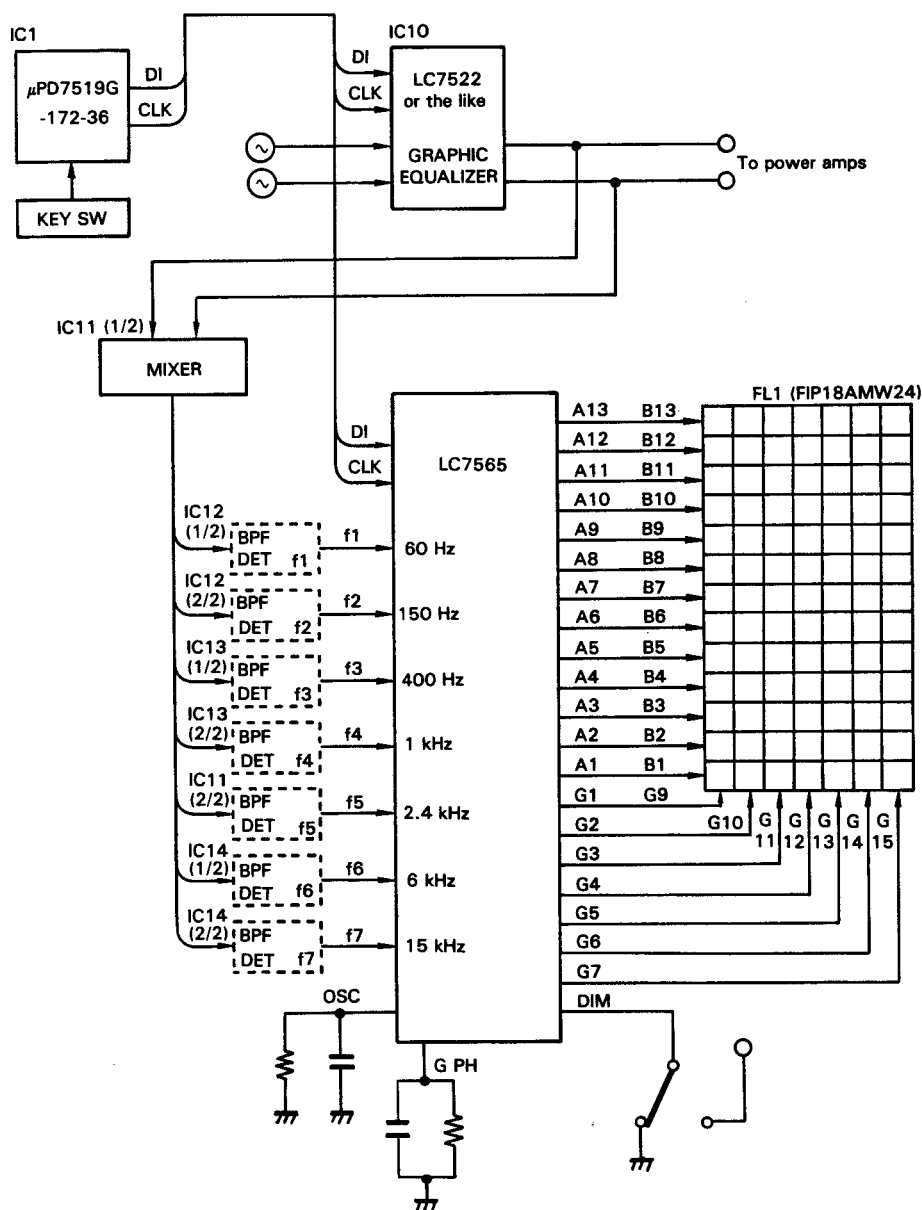 IC1
µPD7519G
-172-36
DI
CLK
KEY SW
IC10
DI
CLK
LC7522
or the like
GRAPHIC
EQUALIZER
To power amps
IC11 (1/2)
MIXER
DI
CLK
LC7565
FL1 (FIP18AMW24)
A13 B13
A12 B12
A11 B11
A10 B10
A9 B9
A8 B8
A7 B7
A6 B6
A5 B5
A4 B4
A3 B3
A2 B2
A1 B1
G1 G9
G2
G3
G4
G5
G6
G7
DIM
G10
G
11
G
12
G
13
G
14
G
15
IC12
(1/2)
BPF
DET f1
f1
60 Hz
IC12
(2/2)
BPF
DET f2
f2
150 Hz
IC13
(1/2)
BPF
DET f3
f3
400 Hz
IC13
(2/2)
BPF
DET f4
f4
1 kHz
IC11
(2/2)
BPF
DET f5
f5
2.4 kHz
IC14
(1/2)
BPF
DET f6
f6
6 kHz
IC14
(2/2)
BPF
DET f7
f7
15 kHz
OSC
G PH